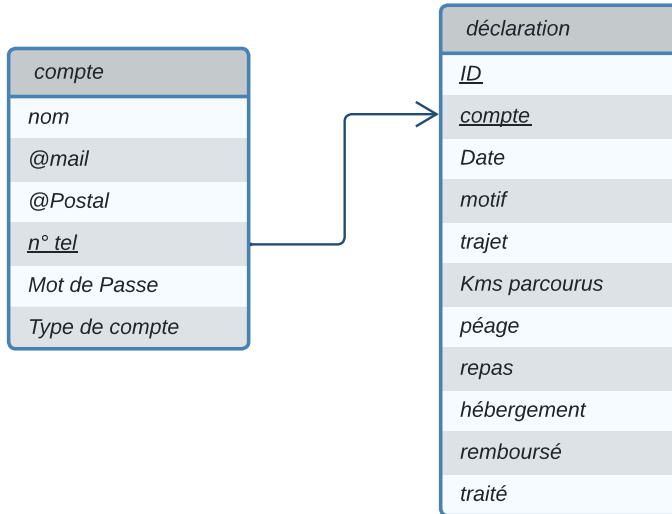 compte
nom
@mail
@Postal
n° tel
Mot de Passe
Type de compte
déclaration
ID
compte
Date
motif
trajet
Kms parcourus
péage
repas
hébergement
remboursé
traité